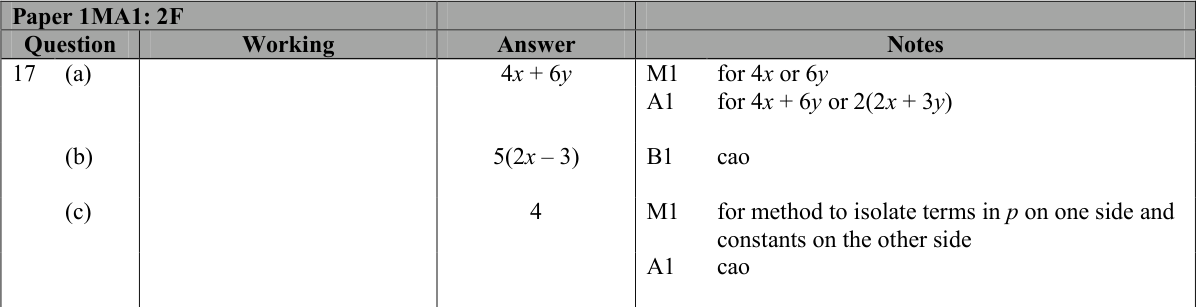 Paper 1MA1: 2F
Question Working Answer Notes
17 (a) 4x + 6y M1 for 4x or 6y
A1 for 4x + 6y or 2(2x + 3y)
(b) 5(2x – 3) B1 cao
(c) 4 M1 for method to isolate terms in p on one side and
constants on the other side
A1 cao